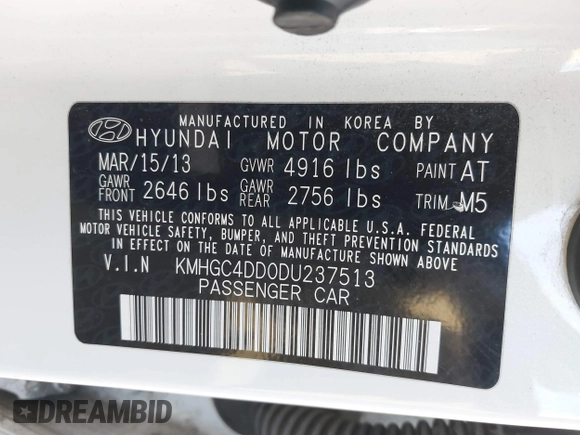 MANUFACTURED IN KOREA BY
HYUNDAI MOTOR COMPANY
MAR/15/13 GVWR 4916 lbs PAINT AT
GAWR FRONT 2646 lbs GAWR REAR 2756 lbs TRIM M5
THIS VEHICLE CONFORMS TO ALL APPLICABLE U.S.A. FEDERAL
MOTOR VEHICLE SAFETY, BUMPER, AND THEFT PREVENTION STANDARDS
IN EFFECT ON THE DATE OF MANUFACTURE SHOWN ABOVE.
V.I.N KMHGC4DD0DU237513
PASSENGER CAR
DREAMBID